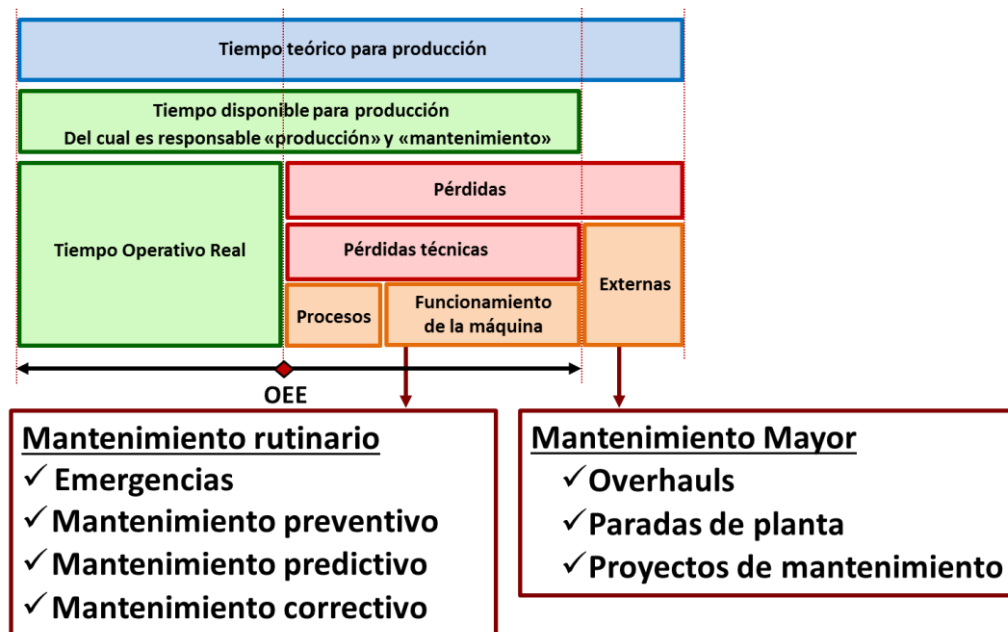 Tiempo teórico para producción
Tiempo disponible para producción
Del cual es responsable «producción» y «mantenimiento»
Tiempo Operativo Real
Pérdidas
Pérdidas técnicas
Externas
Procesos
Funcionamiento
de la máquina
OEE
Mantenimiento rutinario
✓ Emergencias
✓ Mantenimiento preventivo
✓ Mantenimiento predictivo
✓ Mantenimiento correctivo
Mantenimiento Mayor
✓ Overhauls
✓ Paradas de planta
✓ Proyectos de mantenimiento